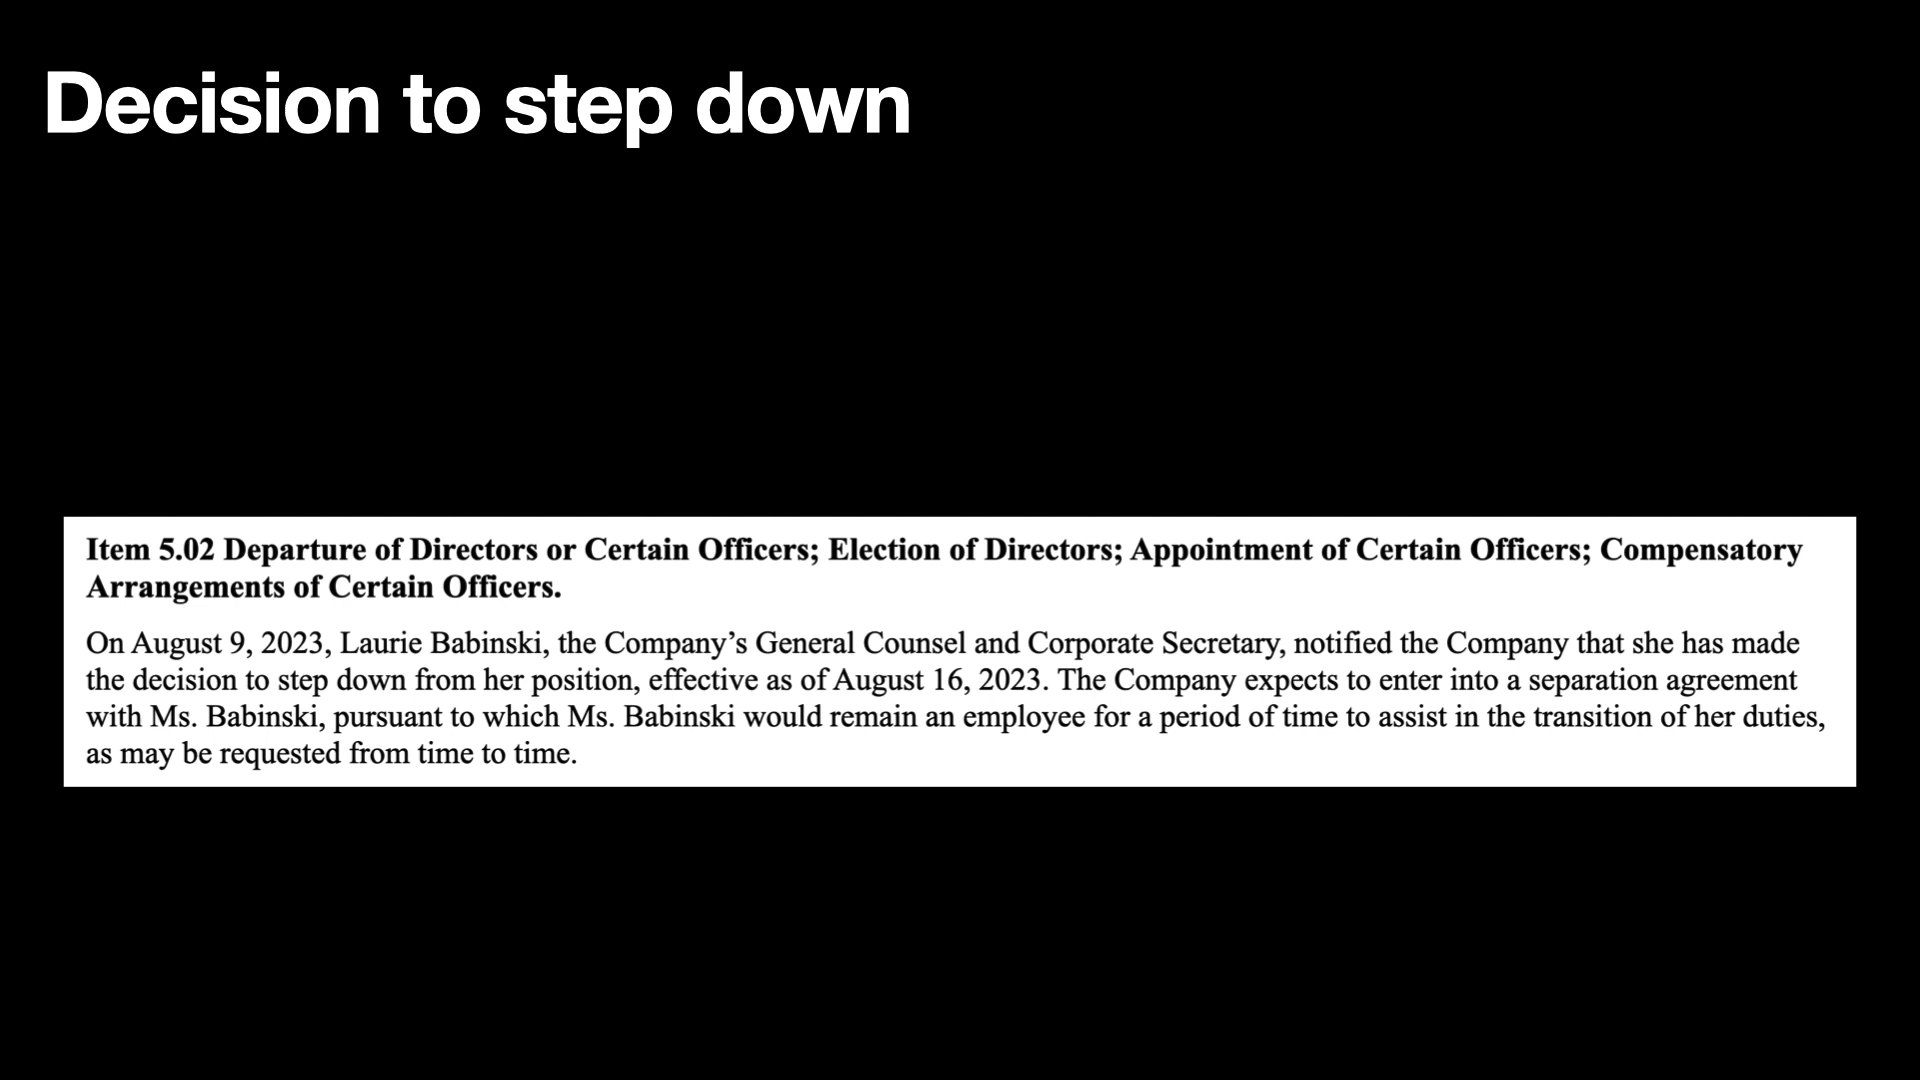 Decision to step down
Item 5.02 Departure of Directors or Certain Officers; Election of Directors; Appointment of Certain Officers; Compensatory
Arrangements of Certain Officers.
On August 9, 2023, Laurie Babinski, the Company’s General Counsel and Corporate Secretary, notified the Company that she has made
the decision to step down from her position, effective as of August 16, 2023. The Company expects to enter into a separation agreement
with Ms. Babinski, pursuant to which Ms. Babinski would remain an employee for a period of time to assist in the transition of her duties,
as may be requested from time to time.